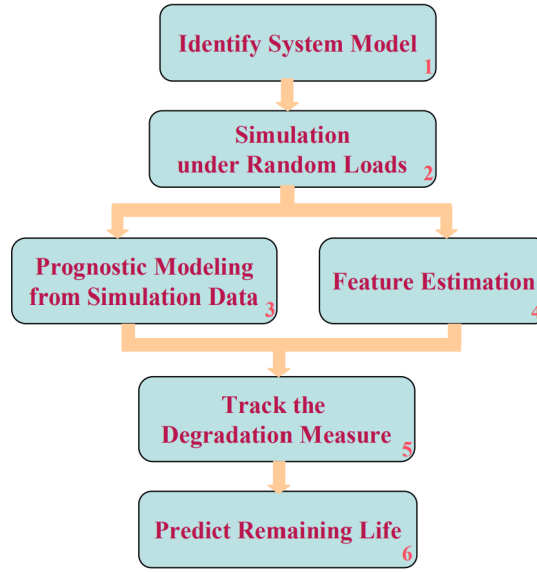 Identify System Model
1
Simulation
under Random Loads
2
Prognostic Modeling
from Simulation Data
3
Feature Estimation
4
Track the
Degradation Measure
5
Predict Remaining Life
6